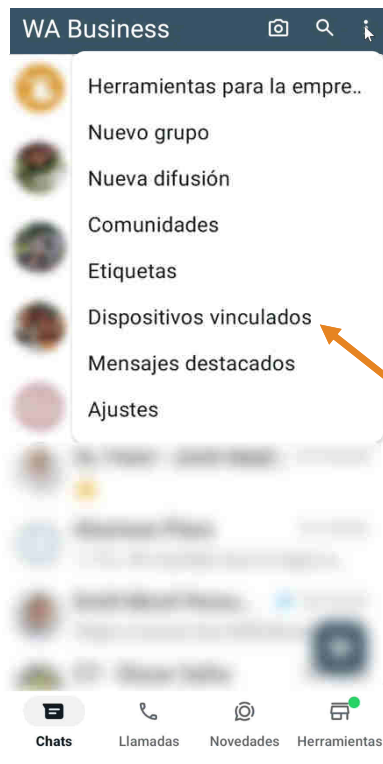 WA Business
Herramientas para la empre..
Nuevo grupo
Nueva difusión
Comunidades
Etiquetas
Dispositivos vinculados
Mensajes destacados
Ajustes
Chats
Llamadas
Novedades
Herramientas